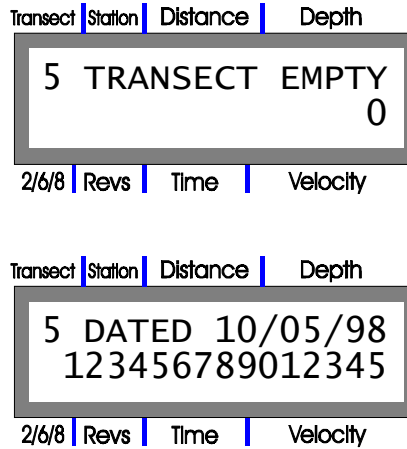 Transect Station Distance Depth
5 TRANSECT EMPTY
0
2/6/8 Revs Time Velocity
Transect Station Distance Depth
5 DATED 10/05/98
123456789012345
2/6/8 Revs Time Velocity